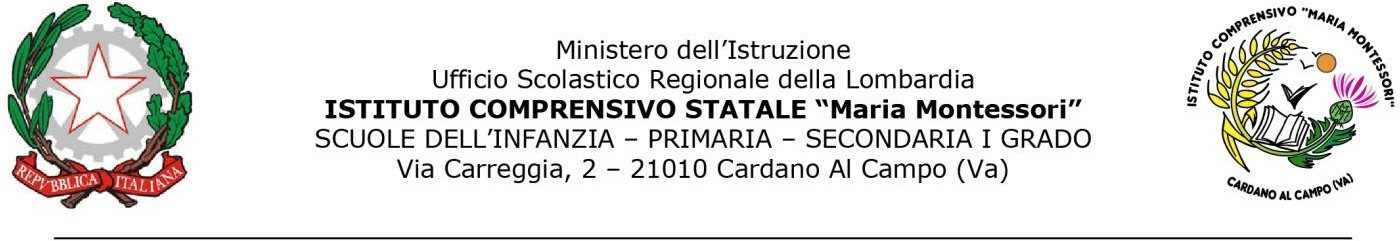 Ministero dell’Istruzione
Ufficio Scolastico Regionale della Lombardia
ISTITUTO COMPRENSIVO STATALE “Maria Montessori”
SCUOLE DELL’INFANZIA – PRIMARIA – SECONDARIA I GRADO
Via Carreggia, 2 – 21010 Cardano Al Campo (Va)
REPVBBLICA ITALIANA
ISTITUTO COMPRENSIVO "MARIA MONTESSORI"
CARDANO AL CAMPO (VA)